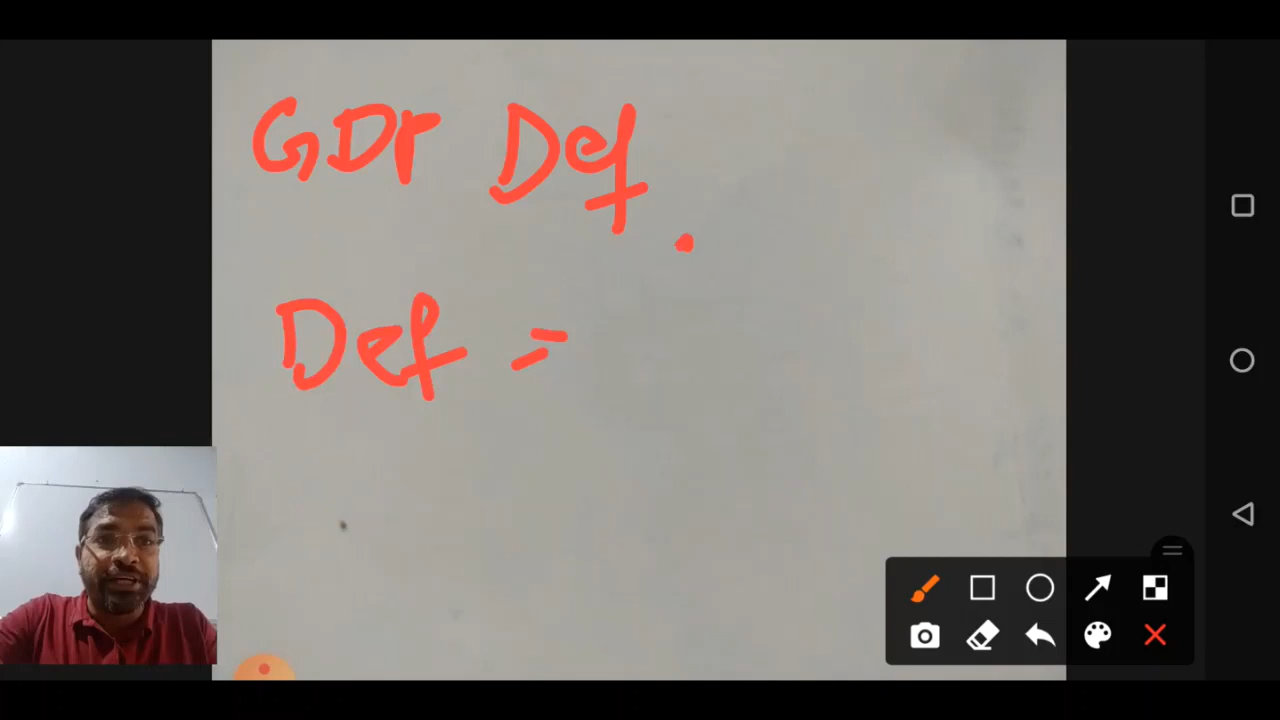 GDP Def.
Def =